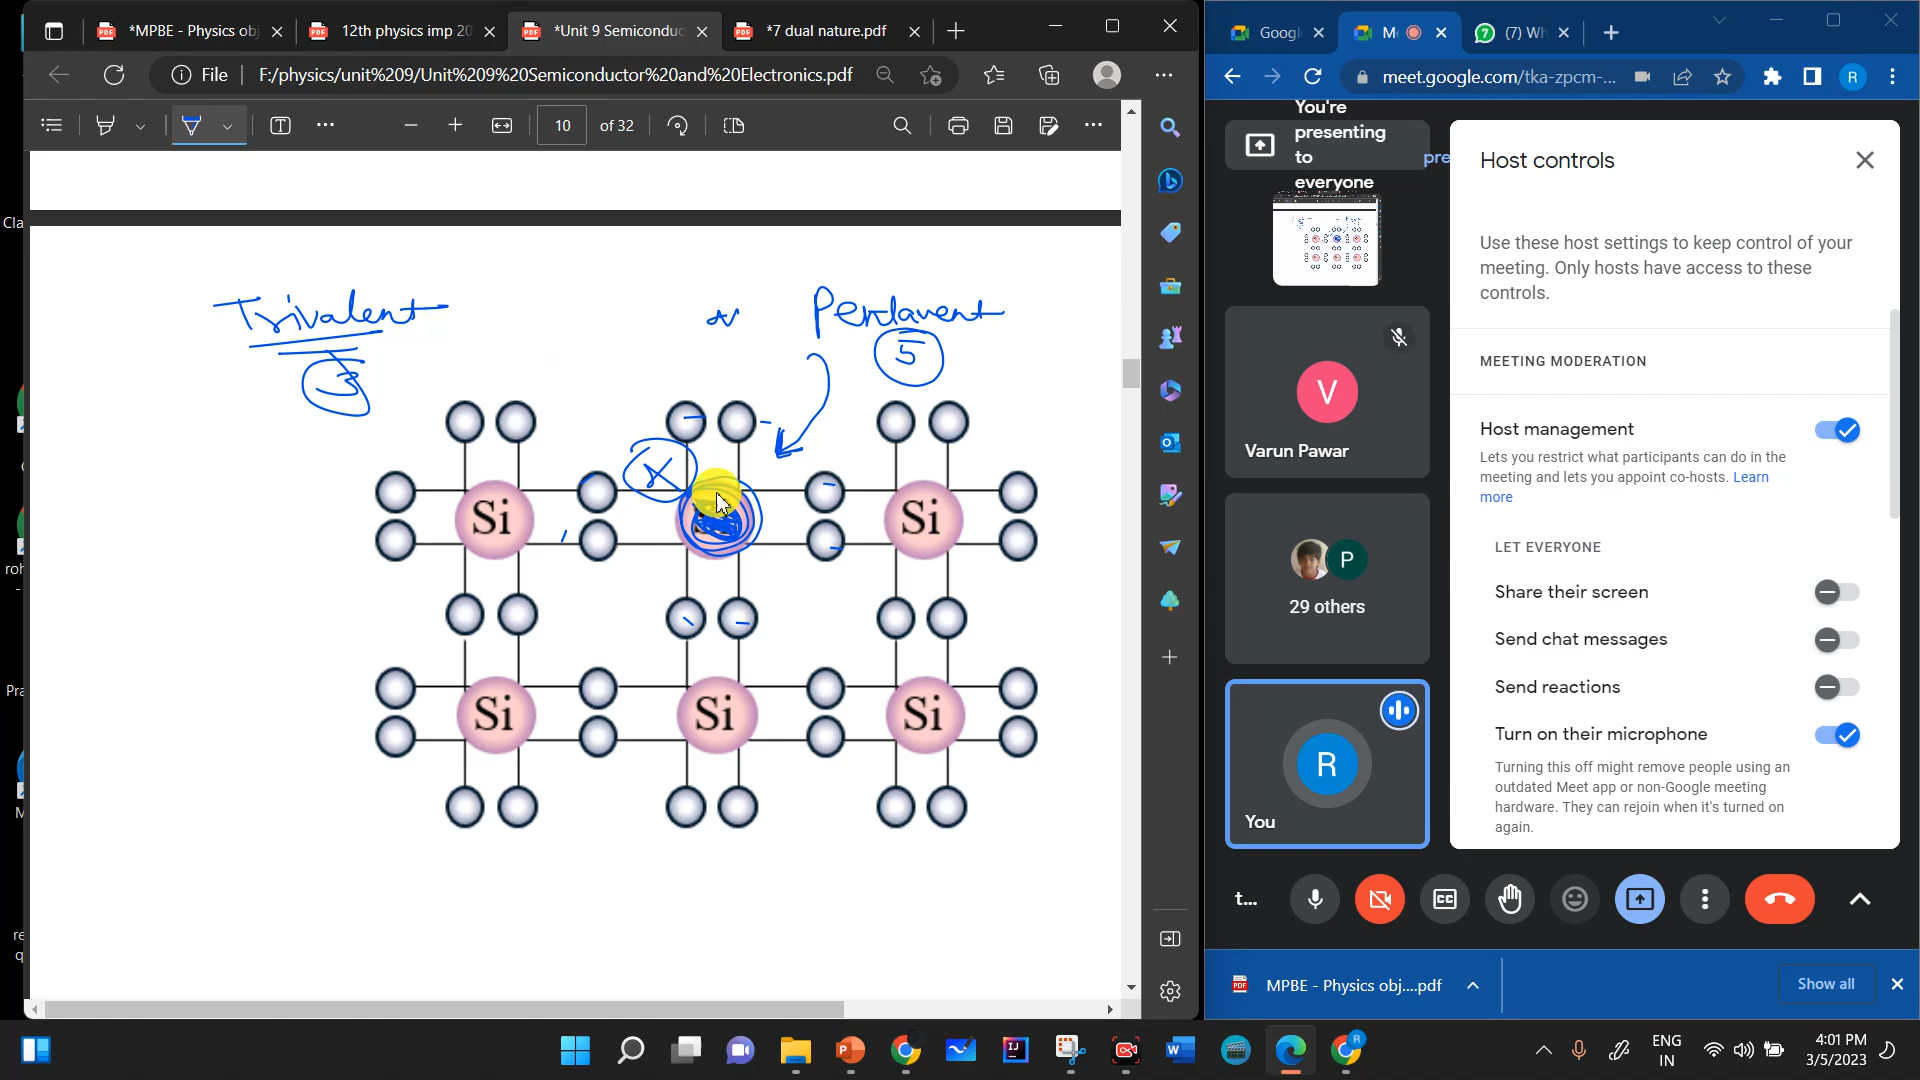 *MPBE - Physics obj
12th physics imp 20
*Unit 9 Semiconduc
*7 dual nature.pdf
File
F:/physics/unit%209/Unit%209%20Semiconductor%20and%20Electronics.pdf
10 of 32
Trivalent
3
5
Si
Si
Si
Si
Si
Cla
roh
-
Pra
M
re
q
Googl
M
(7) Wh
meet.google.com/tka-zpcm-...
R
You're
presenting
to
everyone
pre
V
Varun Pawar
P
29 others
R
You
Host controls
Use these host settings to keep control of your
meeting. Only hosts have access to these
controls.
MEETING MODERATION
Host management
Lets you restrict what participants can do in the
meeting and lets you appoint co-hosts. Learn
more
LET EVERYONE
Share their screen
Send chat messages
Send reactions
Turn on their microphone
Turning this off might remove people using an
outdated Meet app or non-Google meeting
hardware. They can rejoin when it's turned on
again.
t...
MPBE - Physics obj....pdf
Show all
ENG
IN
4:01 PM
3/5/2023